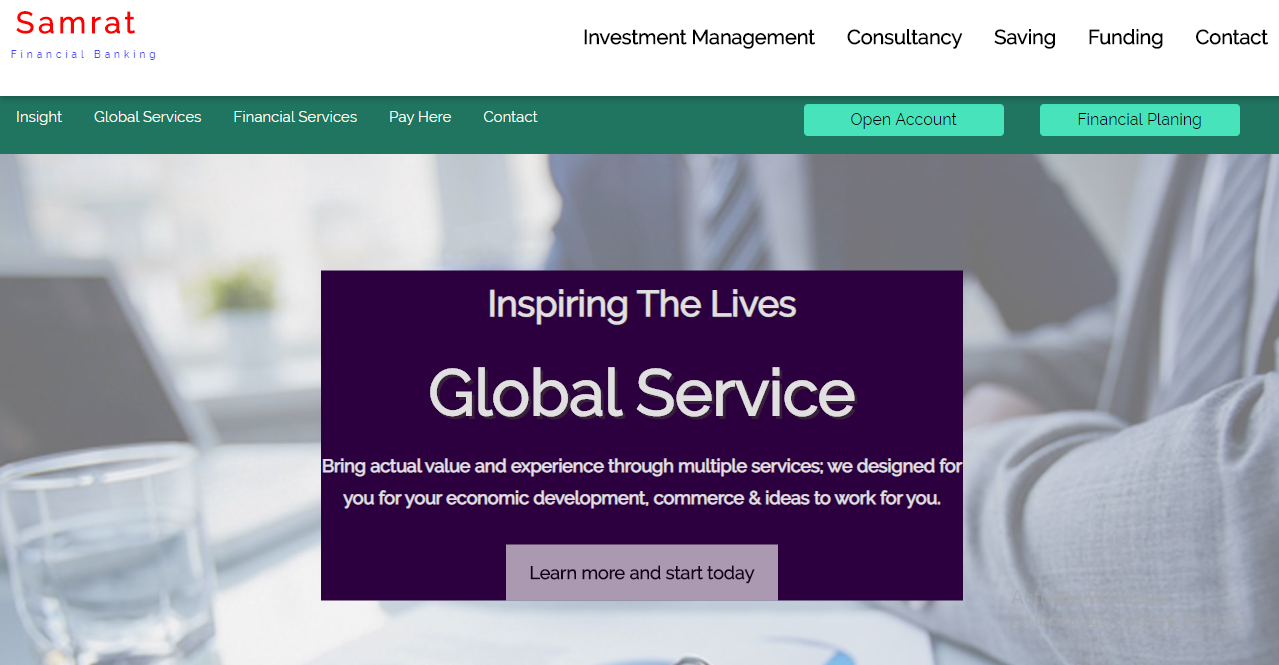 Samrat
Financial Banking
Investment Management Consultancy Saving Funding Contact
Insight Global Services Financial Services Pay Here Contact Open Account Financial Planing
Inspiring The Lives
Global Service
Bring actual value and experience through multiple services; we designed for
you for your economic development, commerce & ideas to work for you.
Learn more and start today